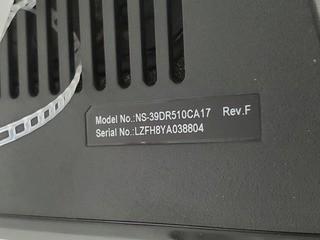 Model No.:NS-39DR510CA17 Rev.F
Serial No.:LZFH8YA038804